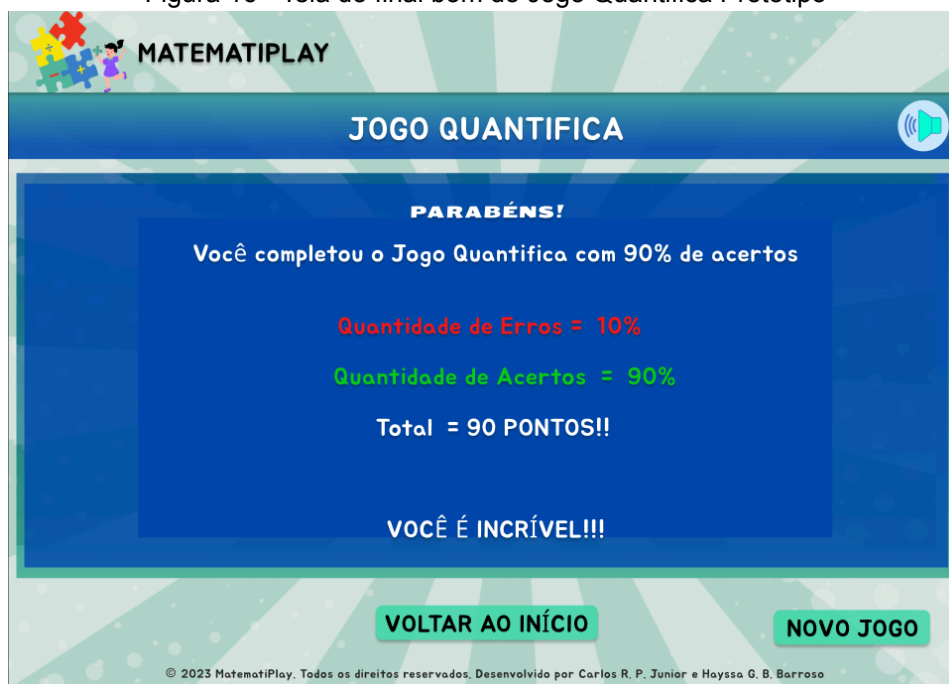 MATEMATIPLAY
JOGO QUANTIFICA
PARABÉNS!
Você completou o Jogo Quantifica com 90% de acertos
Quantidade de Erros = 10%
Quantidade de Acertos = 90%
Total = 90 PONTOS!!
VOCÊ É INCRÍVEL!!!
VOLTAR AO INÍCIO
NOVO JOGO
© 2023 MatematiPlay. Todos os direitos reservados. Desenvolvido por Carlos R. P. Junior e Hayssa G. B. Barroso